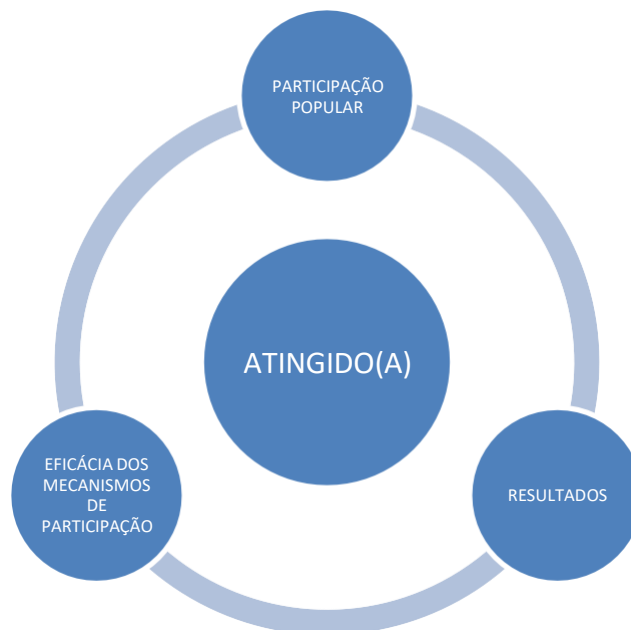 PARTICIPAÇÃO
POPULAR
ATINGIDO(A)
EFICÁCIA DOS
MECANISMOS
DE
PARTICIPAÇÃO
RESULTADOS